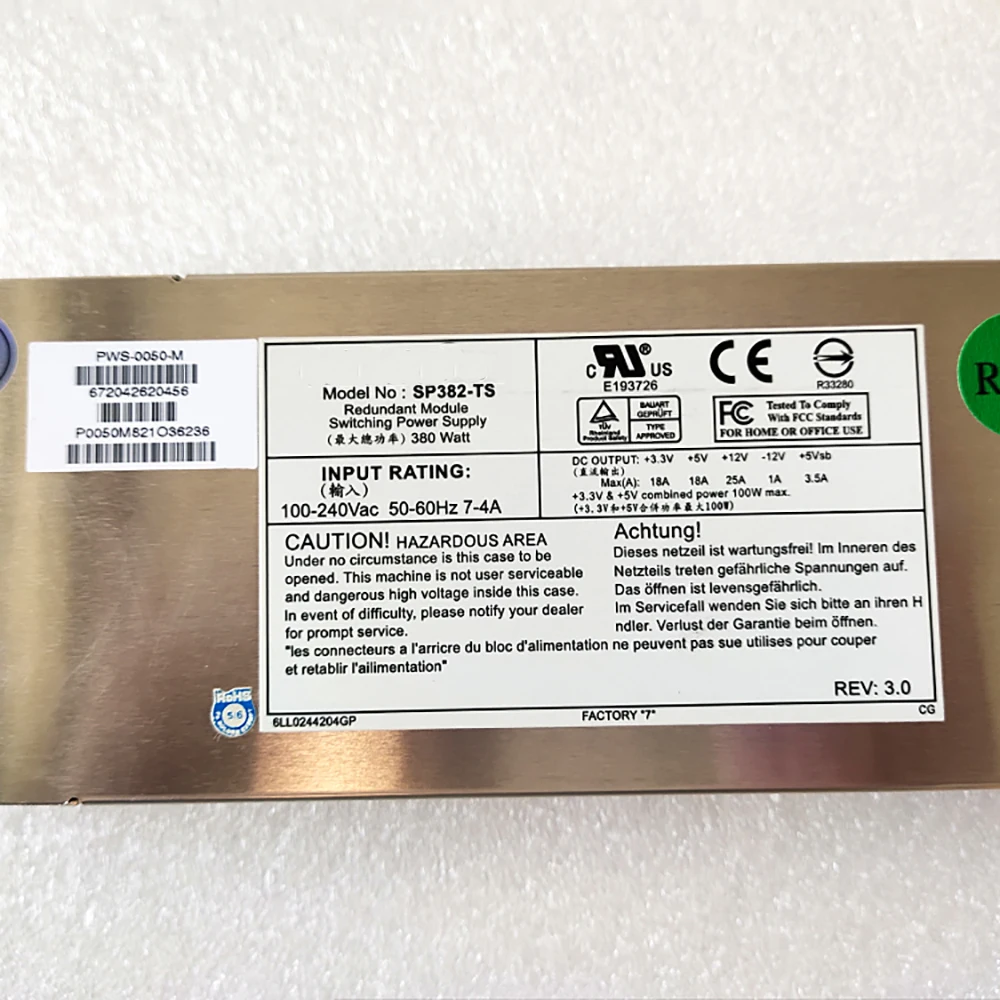 PWS-0050-M
672042620456
P0050M821O36236
Model No : SP382-TS
Redundant Module
Switching Power Supply
(最大總功率) 380 Watt
INPUT RATING:
(輸入)
100-240Vac 50-60Hz 7-4A
C RU® US
E193726
CE
R33280
TÜV
Rheinland
Product Safety
BAUART
GEPRÜFT
TYPE
APPROVED
FC Tested To Comply
With FCC Standards
FOR HOME OR OFFICE USE
DC OUTPUT: +3.3V +5V +12V -12V +5Vsb
(直流輸出)
Max(A): 18A 18A 25A 1A 3.5A
+3.3V & +5V combined power 100W max.
(+3.3V和+5V合併功率最大100W)
CAUTION! HAZARDOUS AREA
Under no circumstance is this case to be
opened. This machine is not user serviceable
and dangerous high voltage inside this case.
In event of difficulty, please notify your dealer
for prompt service.
Achtung!
Dieses netzeil ist wartungsfrei! Im Inneren des
Netzteils treten gefährliche Spannungen auf.
Das öffnen ist levensgefährlich.
Im Servicefall wenden Sie sich bitte an ihren H
ndler. Verlust der Garantie beim öffnen.
"les connecteurs a l'arricre du bloc d'alimentation ne peuvent pas sue utilises pour couper
et retablir l'ailimentation"
REV: 3.0
6LL0244204GP
FACTORY "7"
CG
RoHS
5/6
R